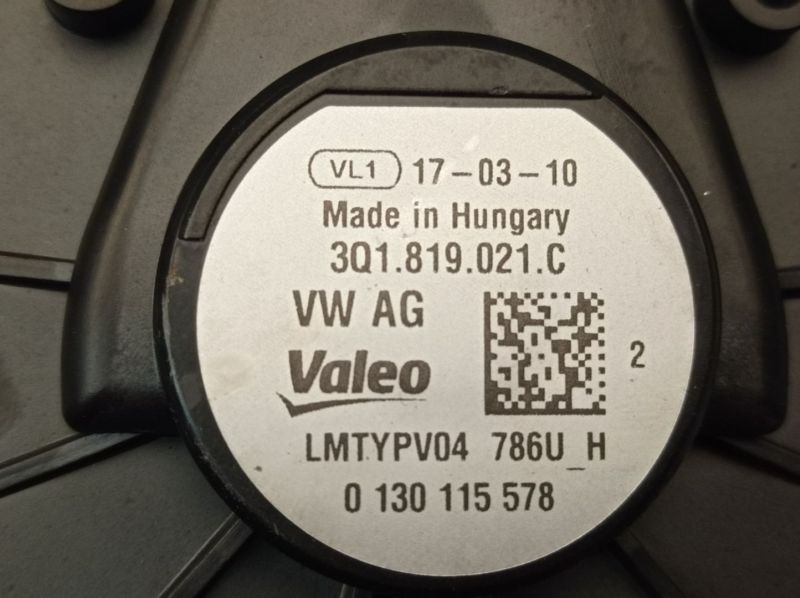 VL1 17-03-10
Made in Hungary
3Q1.819.021.C
VW AG
Valeo
2
LMTYPV04 786U_H
0 130 115 578